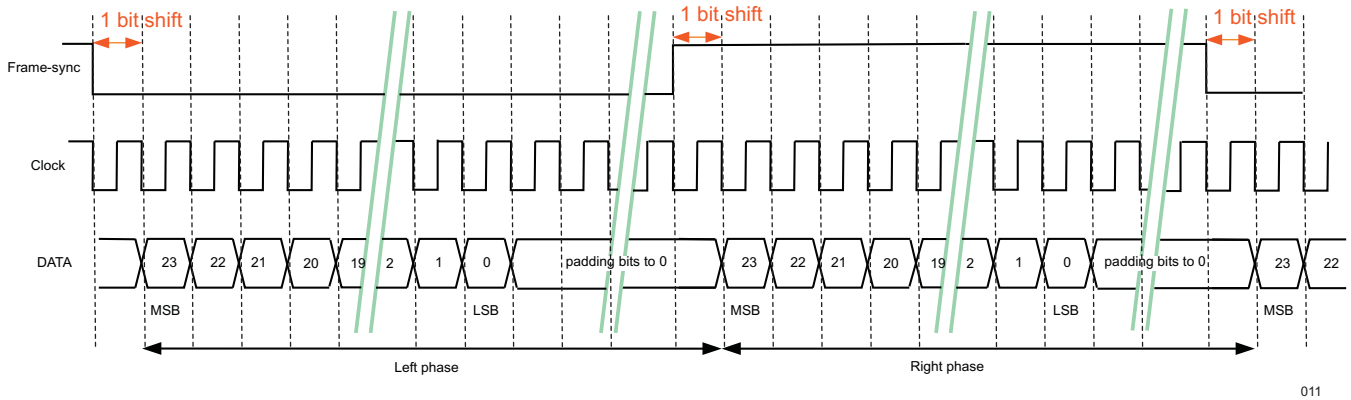 1 bit shift 1 bit shift 1 bit shift
Frame-sync
Clock
DATA 23 22 21 20 19 2 1 0 padding bits to 0 23 22 21 20 19 2 1 0 padding bits to 0 23 22
MSB LSB MSB LSB MSB
Left phase Right phase
011